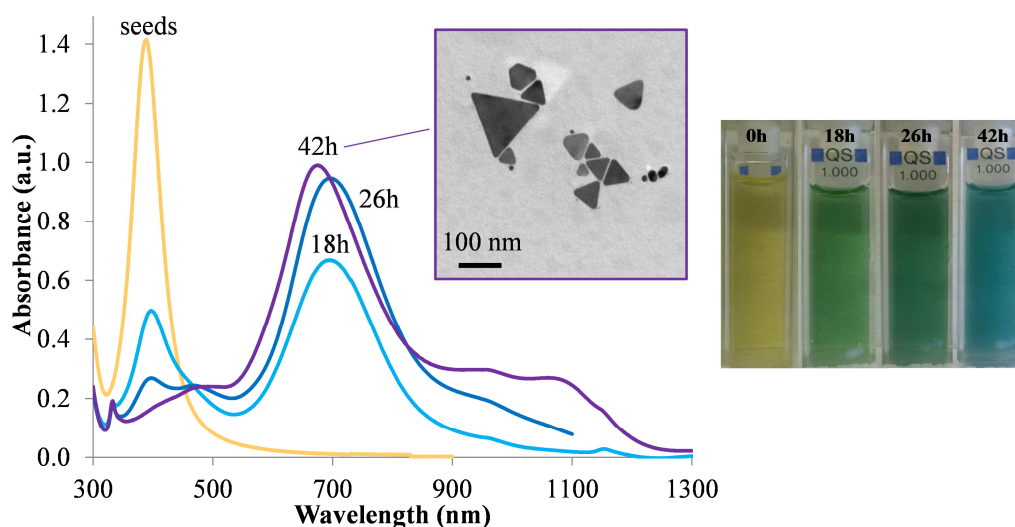 seeds
1.4
1.2
1.0
0.8
0.6
0.4
0.2
0.0
Absorbance (a.u.)
42h
26h
18h
100 nm
300
500
700
900
1100
1300
Wavelength (nm)
0h
18h
26h
42h
QS
1.000
QS
1.000
QS
1.000